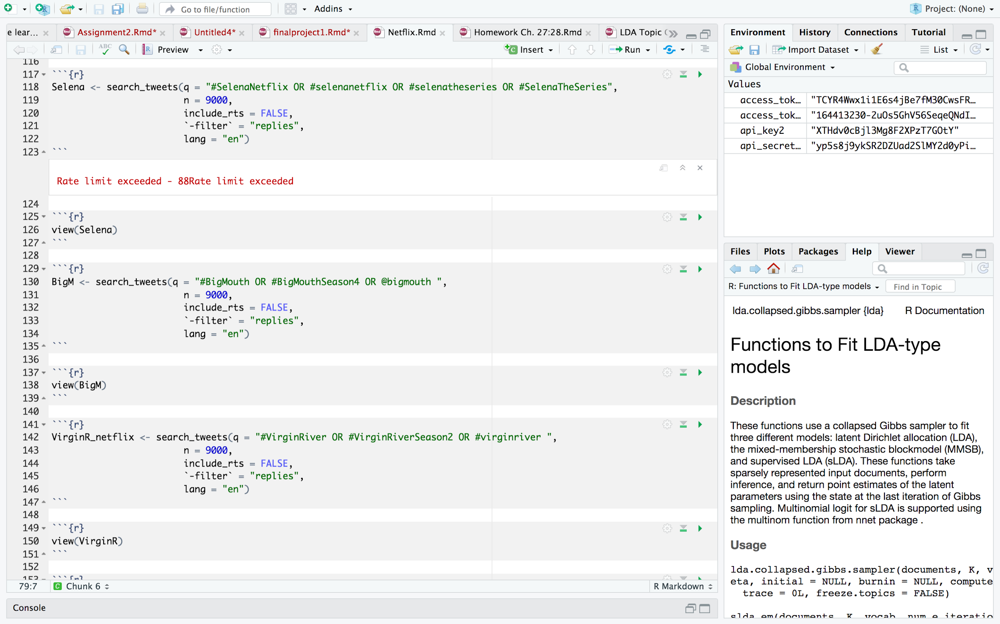 Go to file/function
Addins
Project: (None)
e lear...
Assignment2.Rmd*
Untitled4*
finalproject1.Rmd*
Netflix.Rmd
Homework Ch. 27:28.Rmd
LDA Topic
ABC
Preview
Insert
Run
116
117 ```{r}
118 Selena <- search_tweets(q = "#SelenaNetflix OR #selenanetflix OR #selenatheseries OR #SelenaTheSeries",
119 n = 9000,
120 include_rts = FALSE,
121 `-filter` = "replies",
122 lang = "en")
123 ```
Rate limit exceeded - 88Rate limit exceeded
124
125 ```{r}
126 view(Selena)
127 ```
128
129 ```{r}
130 BigM <- search_tweets(q = "#BigMouth OR #BigMouthSeason4 OR @bigmouth ",
131 n = 9000,
132 include_rts = FALSE,
133 `-filter` = "replies",
134 lang = "en")
135 ```
136
137 ```{r}
138 view(BigM)
139 ```
140
141 ```{r}
142 VirginR_netflix <- search_tweets(q = "#VirginRiver OR #VirginRiverSeason2 OR #virginriver ",
143 n = 9000,
144 include_rts = FALSE,
145 `-filter` = "replies",
146 lang = "en")
147 ```
148
149 ```{r}
150 view(VirginR)
151 ```
152
153 ```{r}
79:7
Chunk 6
R Markdown
Console
Environment
History
Connections
Tutorial
Import Dataset
List
Global Environment
Values
access_tok... "TCYR4Wwx1i1E6s4jBe7fM30CwsFR...
access_tok... "164413230-2uOs5GhV56SeqeQNdI...
api_key2 "XTHdv0cBjl3Mg8F2XPzT7GOtY"
api_secret... "yp5s8j9ykSR2DZUad2SlMY2d0yPi...
Files
Plots
Packages
Help
Viewer
R: Functions to Fit LDA-type models
Find in Topic
lda.collapsed.gibbs.sampler {lda}
R Documentation
Functions to Fit LDA-type
models
Description
These functions use a collapsed Gibbs sampler to fit
three different models: latent Dirichlet allocation (LDA),
the mixed-membership stochastic blockmodel (MMSB),
and supervised LDA (sLDA). These functions take
sparsely represented input documents, perform
inference, and return point estimates of the latent
parameters using the state at the last iteration of Gibbs
sampling. Multinomial logit for sLDA is supported using
the multinom function from nnet package .
Usage
lda.collapsed.gibbs.sampler(documents, K, v
eta, initial = NULL, burnin = NULL, compute
trace = 0L, freeze.topics = FALSE)
slda.em(documents, K, vocab, num.e.iteratio